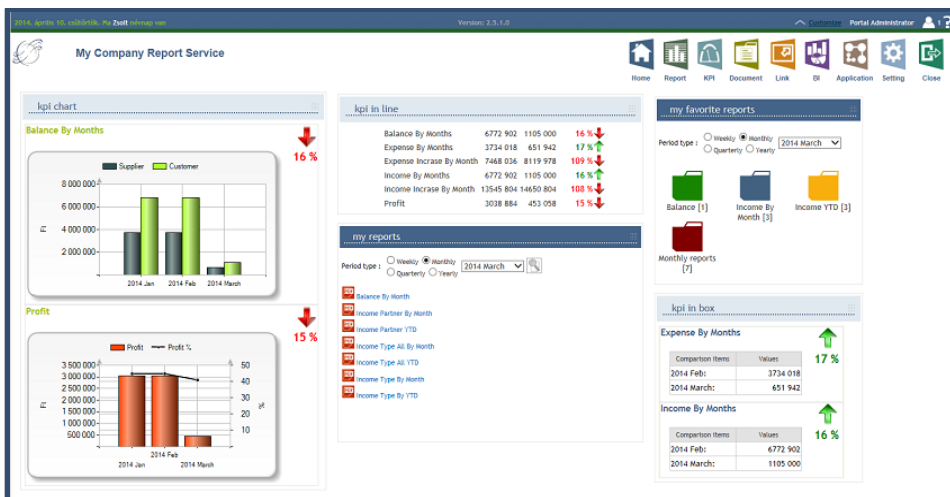 2014. április 10. csütörtök. Ma Zsolt névnap van
Version: 2.5.1.0
Customize
Portal Administrator
1 ?
My Company Report Service
Home Report KPI Document Link BI Application Setting Close
kpi chart
Balance By Months
16 %
Supplier Customer
8 000 000
6 000 000
4 000 000
2 000 000
Ft
2014 Jan 2014 Feb 2014 March
Profit
15 %
Profit Profit %
3 500 000 50
3 000 000
2 500 000 40
2 000 000 30
1 500 000 20
1 000 000
500 000 10
Ft %
2014 Jan 2014 Feb 2014 March
kpi in line
Balance By Months 6772 902 1105 000 16 %
Expense By Months 3734 018 651 942 17 %
Expense Incrase By Month 7468 036 8119 978 109 %
Income By Months 6772 902 1105 000 16 %
Income Incrase By Month 13545 804 14650 804 108 %
Profit 3038 884 453 058 15 %
my reports
Period type : Weekly Monthly 2014 March
Quarterly Yearly
Balance By Month
Income Partner By Month
Income Partner YTD
Income Type All By Month
Income Type All YTD
Income Type By Month
Income Type By YTD
my favorite reports
Period type : Weekly Monthly 2014 March
Quarterly Yearly
Balance [1]
Income By Month [3]
Income YTD [3]
Monthly reports [7]
kpi in box
Expense By Months
17 %
Comparison items Values
2014 Feb: 3734 018
2014 March: 651 942
Income By Months
16 %
Comparison items Values
2014 Feb: 6772 902
2014 March: 1105 000